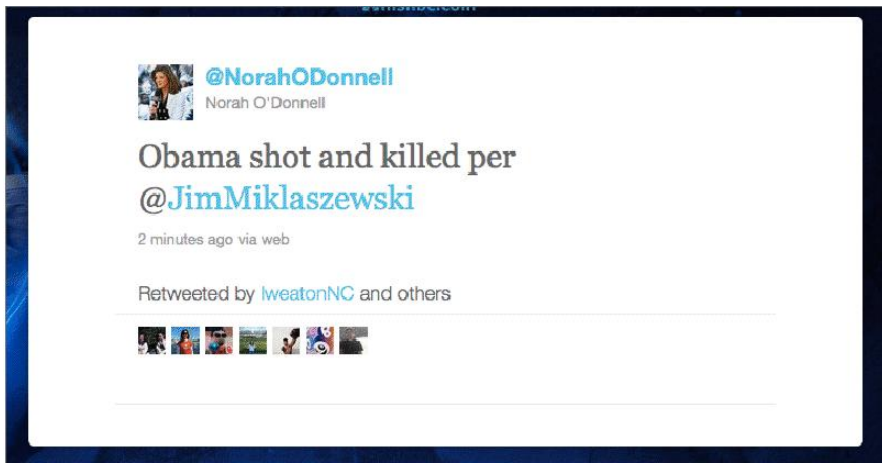 @NorahODonnell
Norah O'Donnell
Obama shot and killed per
@JimMiklaszewski
2 minutes ago via web
Retweeted by lweatonNC and others